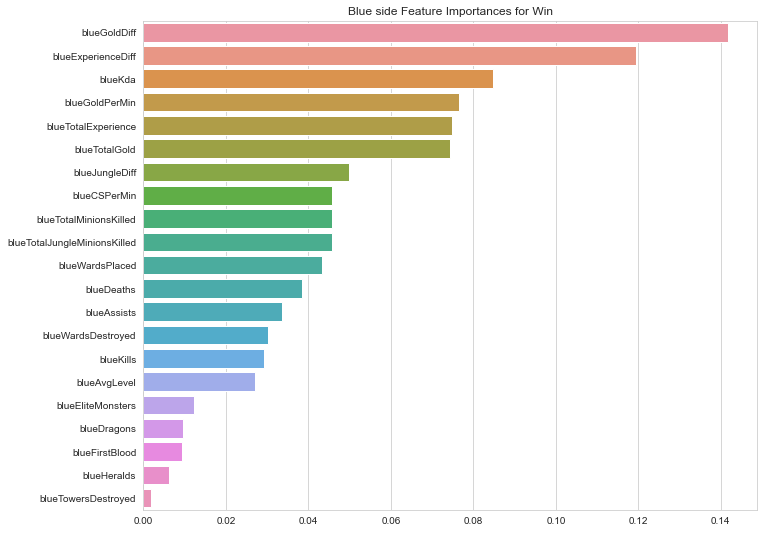 Blue side Feature Importances for Win
blueGoldDiff
blueExperienceDiff
blueKda
blueGoldPerMin
blueTotalExperience
blueTotalGold
blueJungleDiff
blueCSPerMin
blueTotalMinionsKilled
blueTotalJungleMinionsKilled
blueWardsPlaced
blueDeaths
blueAssists
blueWardsDestroyed
blueKills
blueAvgLevel
blueEliteMonsters
blueDragons
blueFirstBlood
blueHeralds
blueTowersDestroyed
0.00 0.02 0.04 0.06 0.08 0.10 0.12 0.14